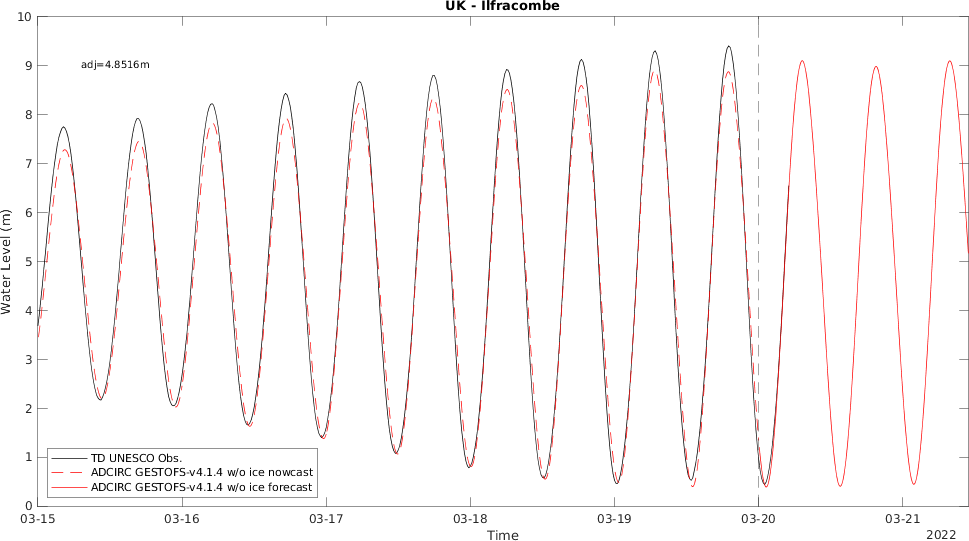 UK - Ilfracombe
adj=4.8516m
Water Level (m)
10
9
8
7
6
5
4
3
2
1
0
TD UNESCO Obs.
ADCIRC GESTOFS-v4.1.4 w/o ice nowcast
ADCIRC GESTOFS-v4.1.4 w/o ice forecast
03-15 03-16 03-17 03-18 03-19 03-20 03-21
Time
2022